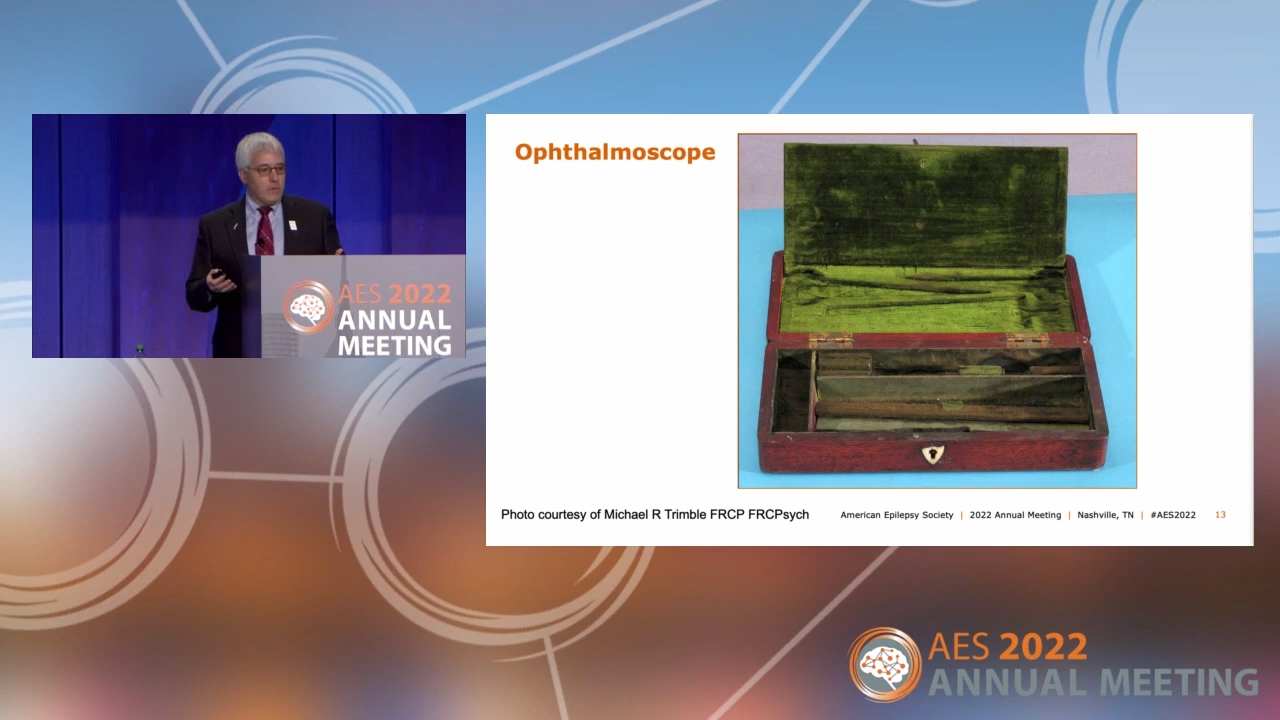 AES 2022
ANNUAL
MEETING
Ophthalmoscope
Photo courtesy of Michael R Trimble FRCP FRCPsych
American Epilepsy Society | 2022 Annual Meeting | Nashville, TN | #AES2022 13
AES 2022
ANNUAL MEETING